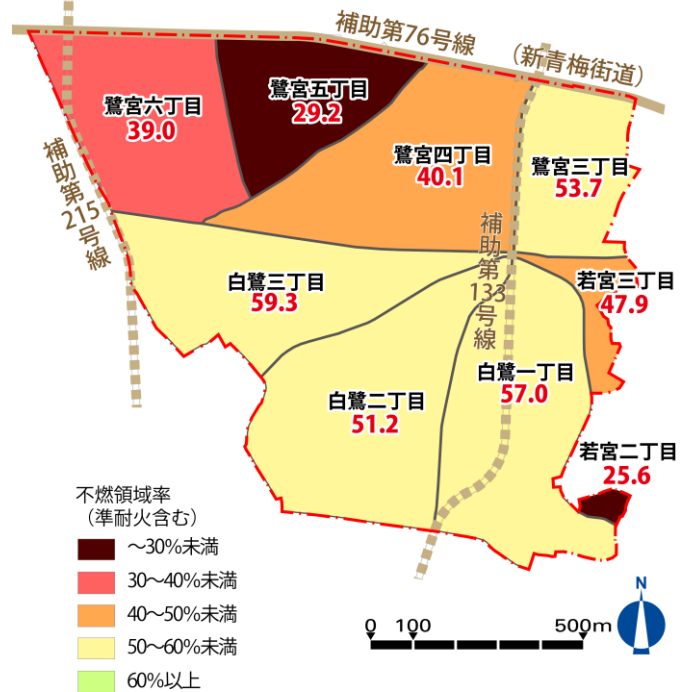 補助第76号線
（新青梅街道）
鷺宮六丁目
39.0
鷺宮五丁目
29.2
鷺宮四丁目
40.1
鷺宮三丁目
53.7
補助第
215号線
補助第
133号線
白鷺三丁目
59.3
若宮三丁目
47.9
白鷺一丁目
57.0
白鷺二丁目
51.2
若宮二丁目
25.6
不燃領域率
（準耐火含む）
～30%未満
30～40%未満
40～50%未満
50～60%未満
60%以上
0 100 500m
N